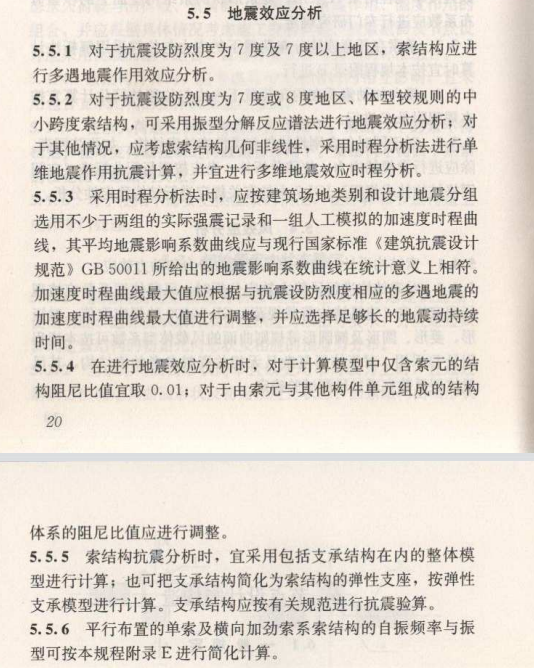 5.5 地震效应分析
5.5.1 对于抗震设防烈度为 7 度及 7 度以上地区，索结构应进
行多遇地震作用效应分析。
5.5.2 对于抗震设防烈度为 7 度或 8 度地区、体型较规则的中
小跨度索结构，可采用振型分解反应谱法进行地震效应分析；对
于其他情况，应考虑索结构几何非线性，采用时程分析法进行单
维地震作用抗震计算，并宜进行多维地震效应时程分析。
5.5.3 采用时程分析法时，应按建筑场地类别和设计地震分组
选用不少于两组的实际强震记录和一组人工模拟的加速度时程曲
线，其平均地震影响系数曲线应与现行国家标准《建筑抗震设计
规范》GB 50011 所给出的地震影响系数曲线在统计意义上相符。
加速度时程曲线最大值应根据与抗震设防烈度相应的多遇地震的
加速度时程曲线最大值进行调整，并应选择足够长的地震动持续
时间。
5.5.4 在进行地震效应分析时，对于计算模型中仅含索元的结
构阻尼比值宜取 0.01；对于由索元与其他构件单元组成的结构
20
体系的阻尼比值应进行调整。
5.5.5 索结构抗震分析时，宜采用包括支承结构在内的整体模
型进行计算；也可把支承结构简化为索结构的弹性支座，按弹性
支承模型进行计算。支承结构应按有关规范进行抗震验算。
5.5.6 平行布置的单索及横向加劲索系索结构的自振频率与振
型可按本规程附录 E 进行简化计算。